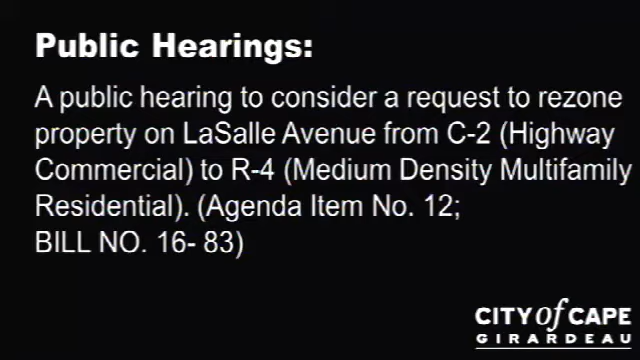 Public Hearings:
A public hearing to consider a request to rezone
property on LaSalle Avenue from C-2 (Highway
Commercial) to R-4 (Medium Density Multifamily
Residential). (Agenda Item No. 12;
BILL NO. 16- 83)
CITY of CAPE
GIRARDEAU